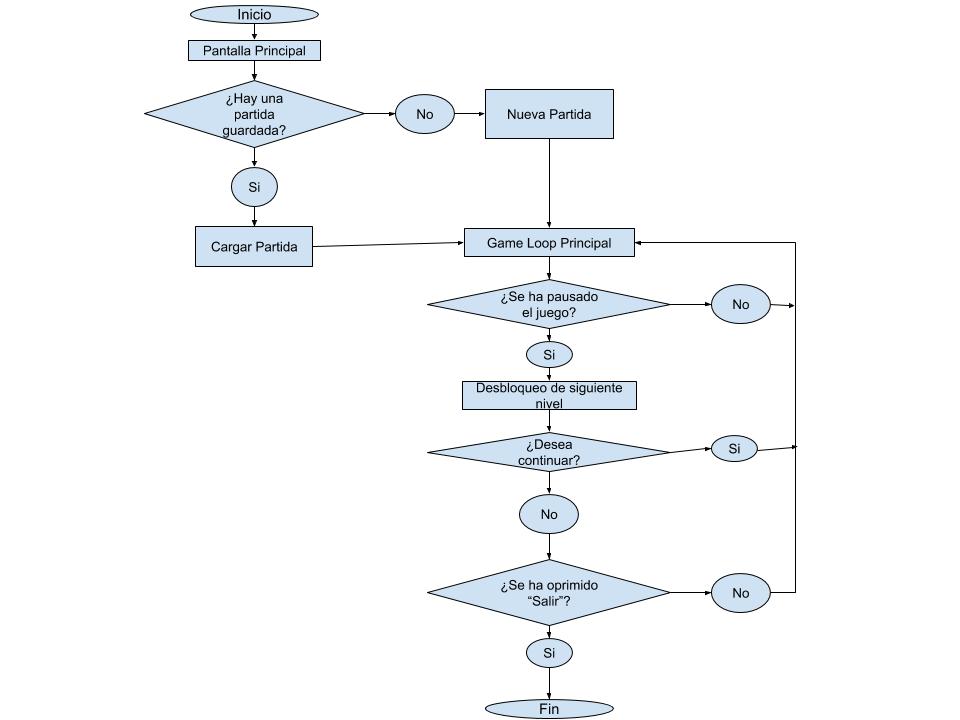 Inicio
Pantalla Principal
¿Hay una
partida
guardada?
No
Nueva Partida
Si
Cargar Partida
Game Loop Principal
¿Se ha pausado
el juego?
No
Si
Desbloqueo de siguiente
nivel
¿Desea
continuar?
Si
No
¿Se ha oprimido
“Salir”?
No
Si
Fin